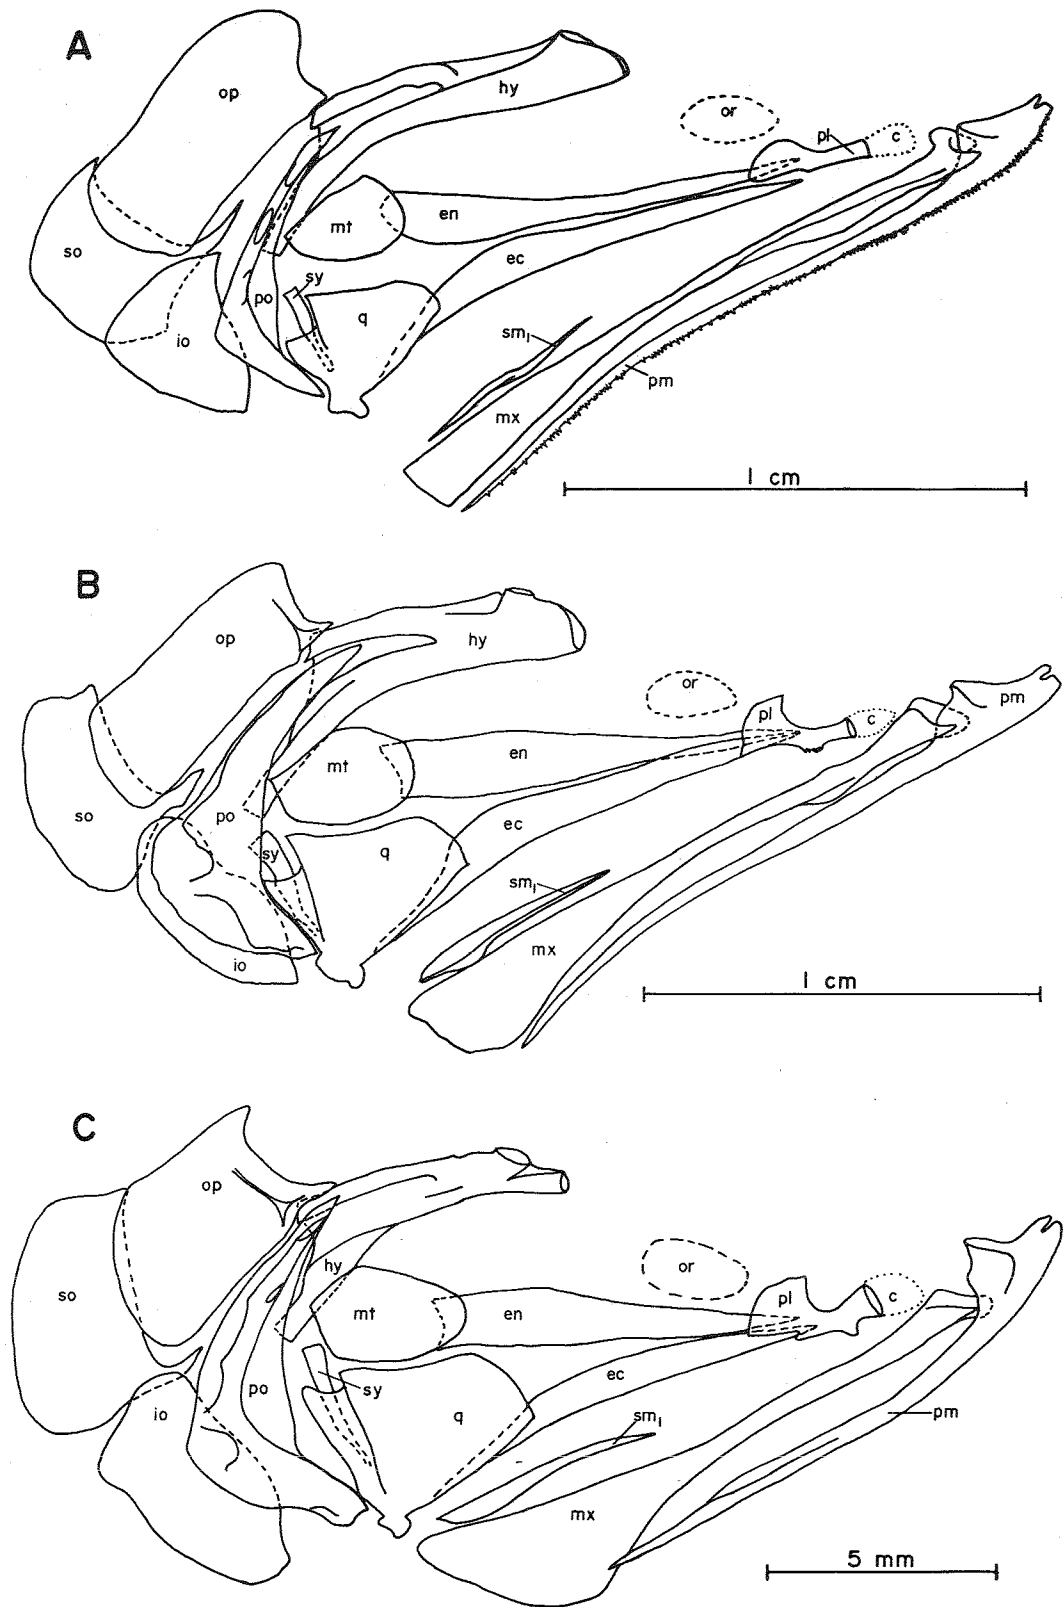 A
op
hy
or
pl
c
mt
en
so
ec
sy
po
q
io
sm₁
pm
mx
1 cm
B
op
hy
or
pl
c
pm
mt
en
so
po
ec
sy
q
sm₁
io
mx
1 cm
C
op
hy
or
so
mt
en
pl
c
ec
sy
po
io
q
sm₁
pm
mx
5 mm